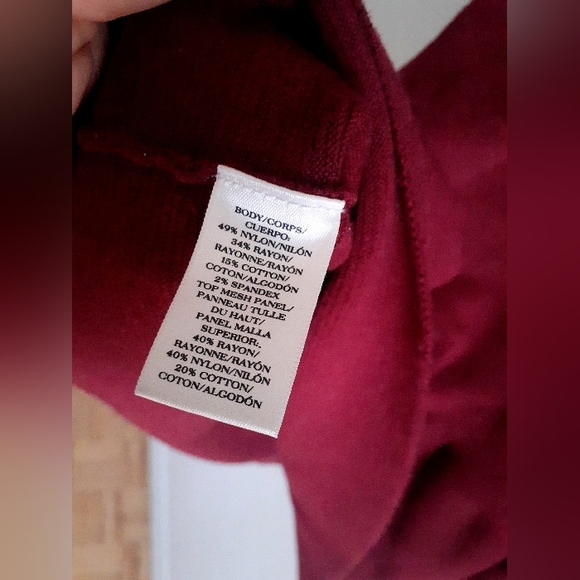 BODY/CORPS/
CUERPO:
49% NYLON/NILÓN
34% RAYON/
RAYONNE/RAYÓN
15% COTTON/
COTON/ALGODÓN
2% SPANDEX
TOP MESH PANEL/
PANNEAU TULLE
DU HAUT/
PANEL MALLA
SUPERIOR:
40% RAYON/
RAYONNE/RAYÓN
40% NYLON/NILÓN
20% COTTON/
COTON/ALGODÓN